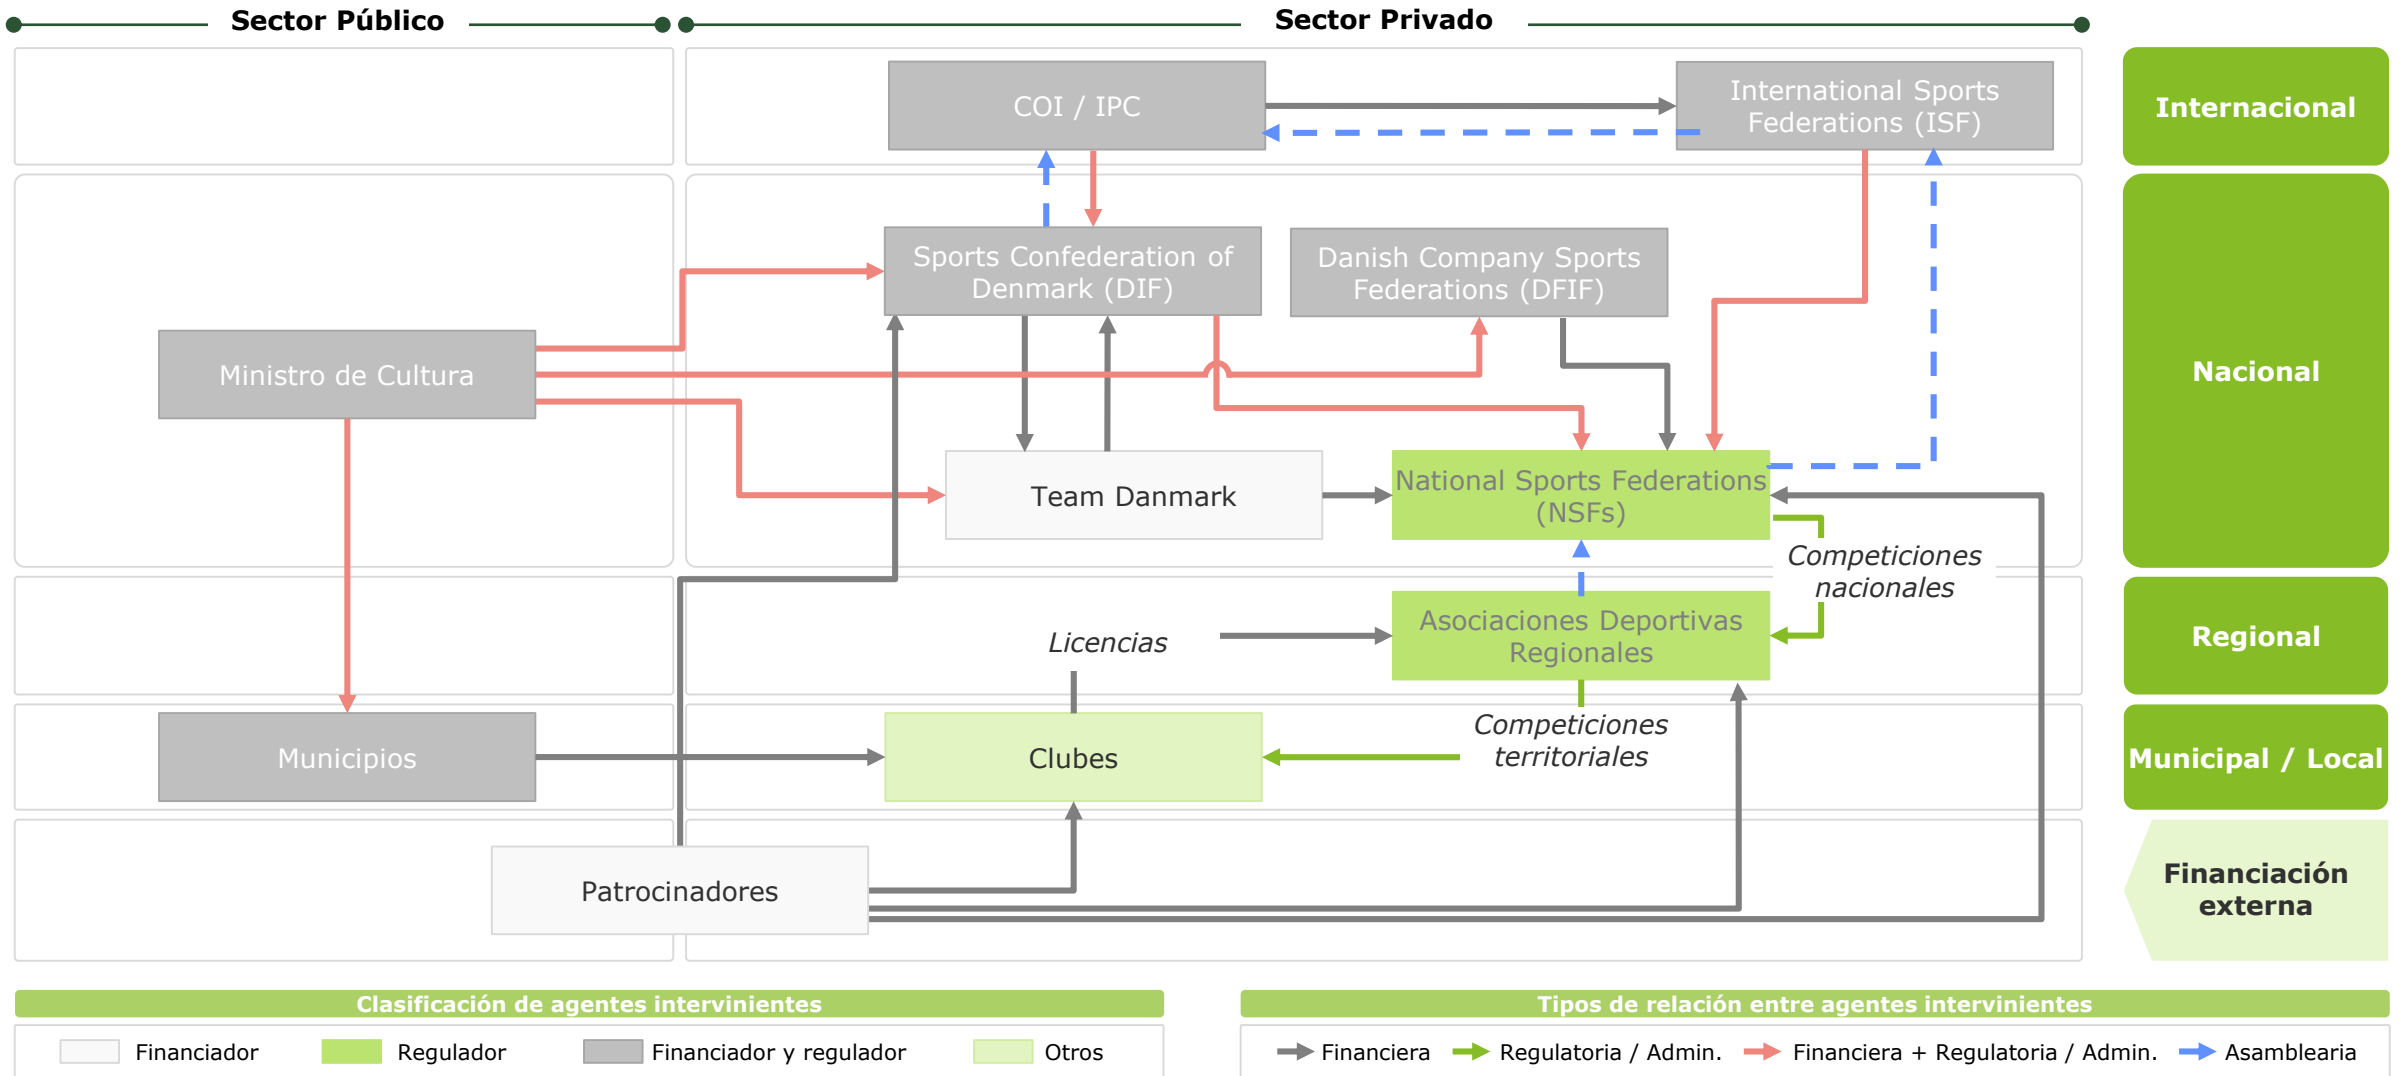 Sector Público
Sector Privado
COI / IPC
International Sports
Federations (ISF)
Internacional
Sports Confederation of
Denmark (DIF)
Danish Company Sports
Federations (DFIF)
Ministro de Cultura
Nacional
Team Danmark
National Sports Federations
(NSFs)
Competiciones
nacionales
Licencias
Asociaciones Deportivas
Regionales
Regional
Municipios
Clubes
Competiciones
territoriales
Municipal / Local
Patrocinadores
Financiación
externa
Clasificación de agentes intervinientes
Financiador
Regulador
Financiador y regulador
Otros
Tipos de relación entre agentes intervinientes
Financiera
Regulatoria / Admin.
Financiera + Regulatoria / Admin.
Asamblearia